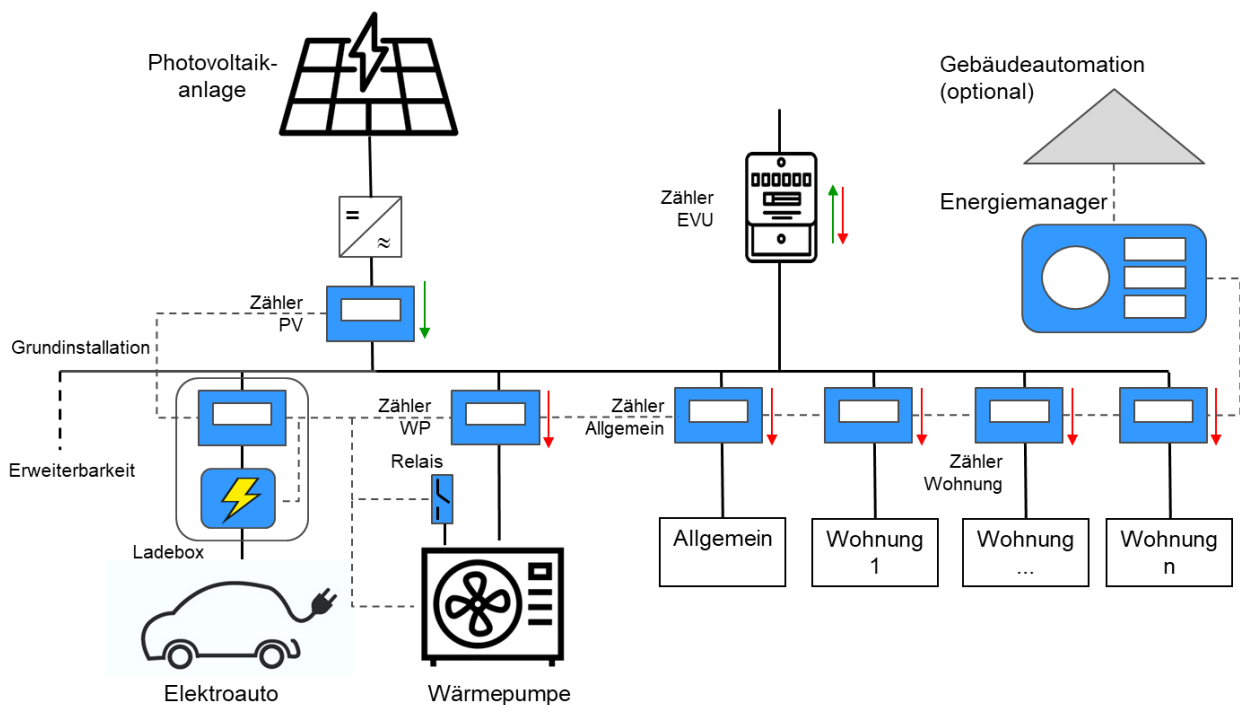 Photovoltaik-
anlage
Gebäudeautomation
(optional)
Zähler
EVU
Energiemanager
=
≈
Zähler
PV
Grundinstallation
Zähler
WP
Zähler
Allgemein
Erweiterbarkeit
Relais
Zähler
Wohnung
Ladebox
Allgemein
Wohnung
1
Wohnung
...
Wohnung
n
Elektroauto
Wärmepumpe